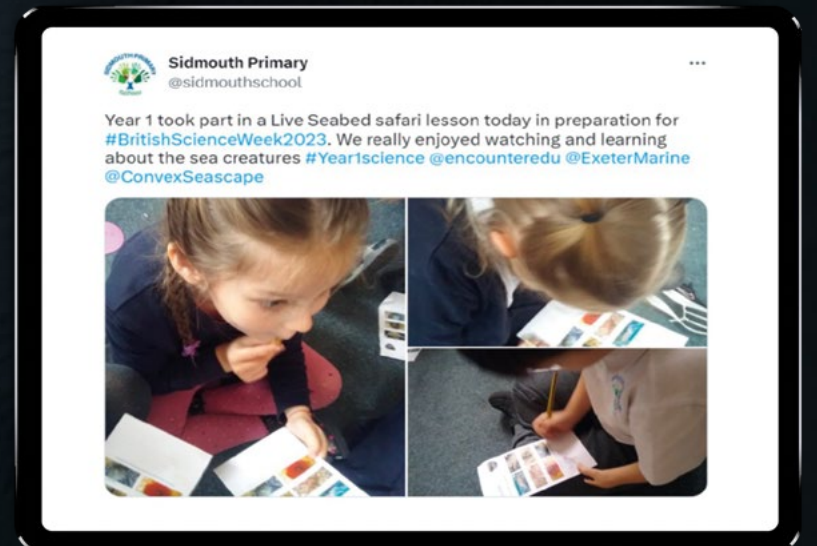 Sidmouth Primary
@sidmouthschool
Year 1 took part in a Live Seabed safari lesson today in preparation for
#BritishScienceWeek2023. We really enjoyed watching and learning
about the sea creatures #Year1science @encounteredu @ExeterMarine
@ConvexSeascape